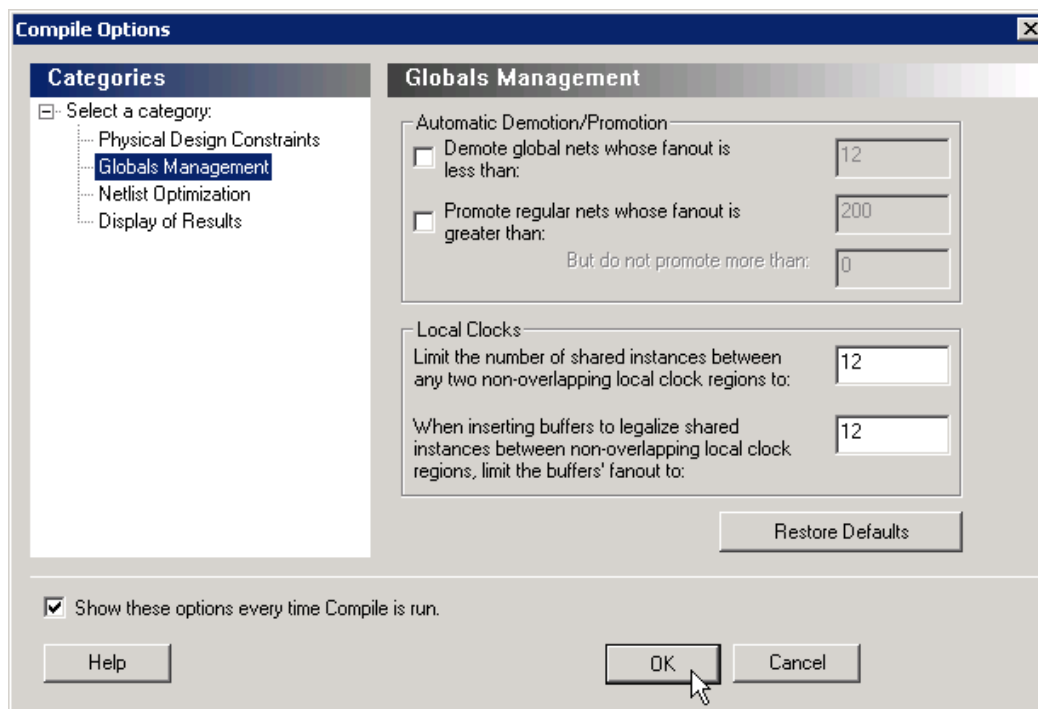 Compile Options
Categories
Select a category:
Physical Design Constraints
Globals Management
Netlist Optimization
Display of Results
Globals Management
Automatic Demotion/Promotion
Demote global nets whose fanout is
less than:
12
Promote regular nets whose fanout is
greater than:
200
But do not promote more than:
0
Local Clocks
Limit the number of shared instances between
any two non-overlapping local clock regions to:
12
When inserting buffers to legalize shared
instances between non-overlapping local clock
regions, limit the buffers' fanout to:
12
Restore Defaults
Show these options every time Compile is run.
Help
OK
Cancel